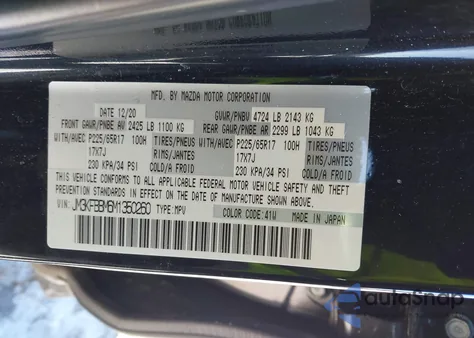 MFD. BY MAZDA MOTOR CORPORATION
DATE 12/20 GVWR/PNBV 4724 LB 2143 KG
FRONT GAWR/PNBE AV 2425 LB 1100 KG REAR GAWR/PNBE AR 2299 LB 1043 KG
WITH/AVEC P225/65R17 100H TIRES/PNEUS WITH/AVEC P225/65R17 100H TIRES/PNEUS
17X7J RIMS/JANTES 17X7J RIMS/JANTES
230 KPA/34 PSI COLD/À FROID 230 KPA/34 PSI COLD/À FROID
THIS VEHICLE CONFORMS TO ALL APPLICABLE FEDERAL MOTOR VEHICLE SAFETY, AND THEFT
PREVENTION STANDARDS IN EFFECT ON THE DATE OF MANUFACTURE SHOWN ABOVE.
VIN: TYPE: MPV COLOR CODE: 41W MADE IN JAPAN
autosnap